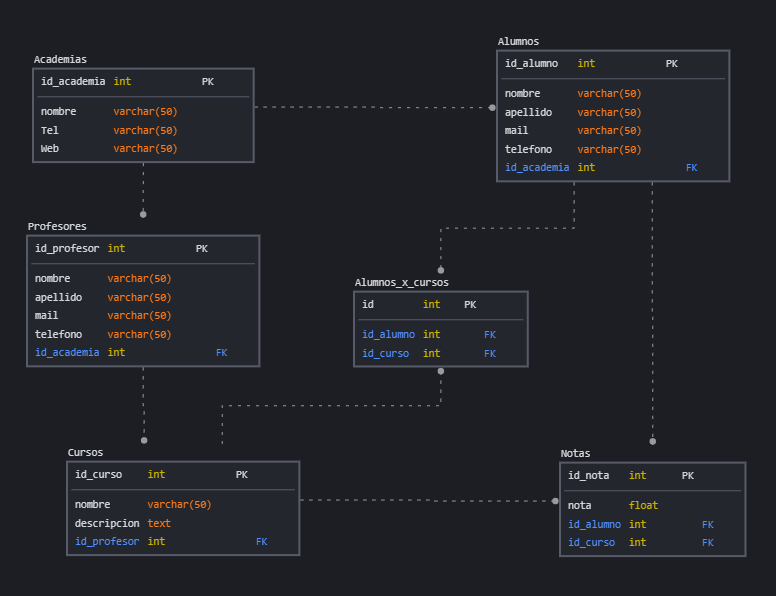 Academias
id_academia int PK
nombre varchar(50)
Tel varchar(50)
Web varchar(50)
Alumnos
id_alumno int PK
nombre varchar(50)
apellido varchar(50)
mail varchar(50)
telefono varchar(50)
id_academia int FK
Profesores
id_profesor int PK
nombre varchar(50)
apellido varchar(50)
mail varchar(50)
telefono varchar(50)
id_academia int FK
Alumnos_x_cursos
id int PK
id_alumno int FK
id_curso int FK
Cursos
id_curso int PK
nombre varchar(50)
descripcion text
id_profesor int FK
Notas
id_nota int PK
nota float
id_alumno int FK
id_curso int FK